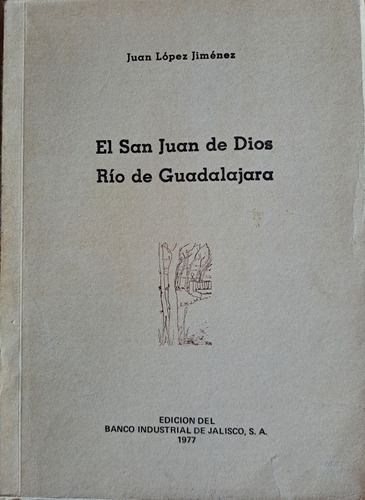 Juan López Jiménez
El San Juan de Dios
Río de Guadalajara
EDICION DEL
BANCO INDUSTRIAL DE JALISCO, S. A.
1977